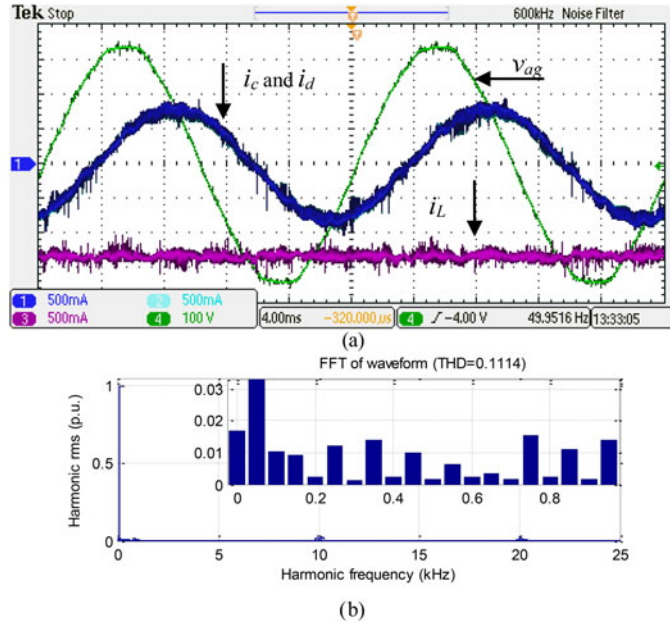 Tek Stop 600kHz Noise Filter
i_c and i_d
v_ag
1
i_L
1 500mA 2 500mA
3 500mA 4 100 V
4.00ms -320.000us 4 -4.00 V 49.9516 Hz 13:33:05
(a)
FFT of waveform (THD=0.1114)
Harmonic rms (p.u.)
1
0.5
0
0.03
0.02
0.01
0
0 0.2 0.4 0.6 0.8
0 5 10 15 20 25
Harmonic frequency (kHz)
(b)